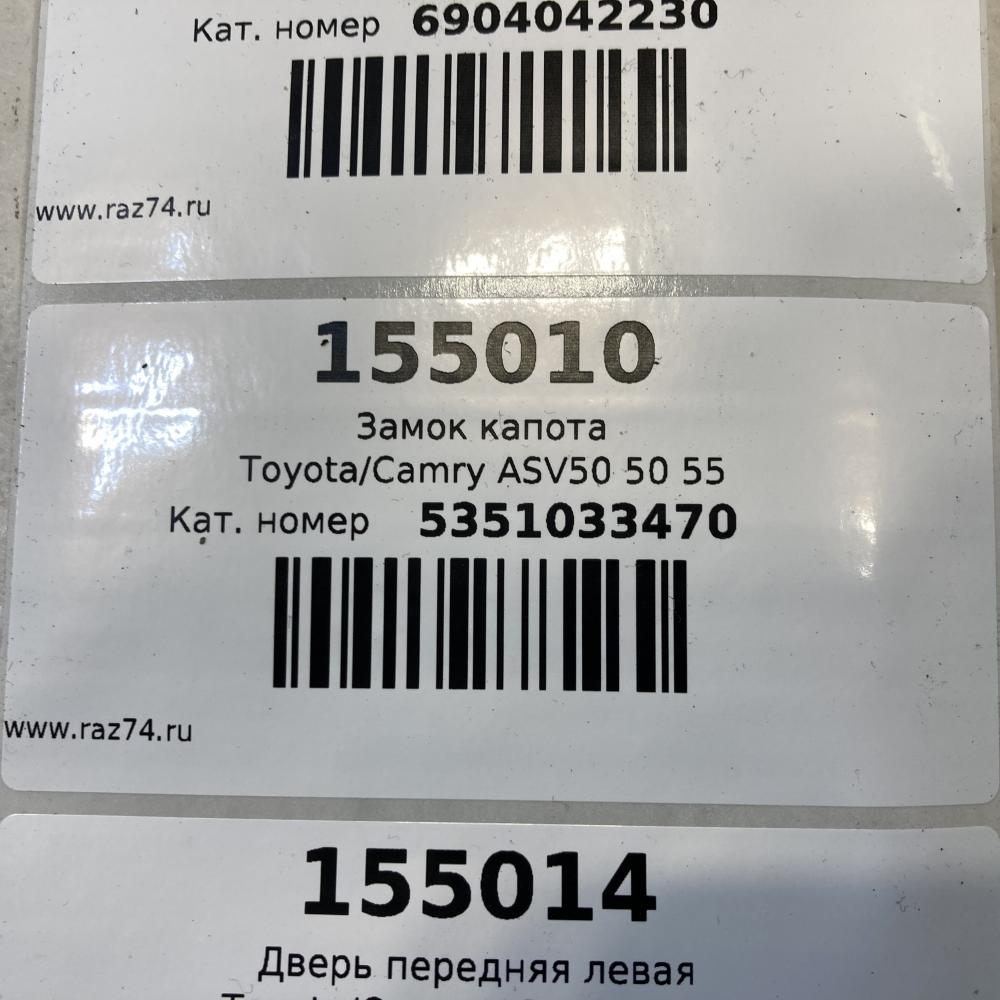 Кат. номер 6904042230
www.raz74.ru
155010
Замок капота
Toyota/Camry ASV50 50 55
Кат. номер 5351033470
www.raz74.ru
155014
Дверь передняя левая